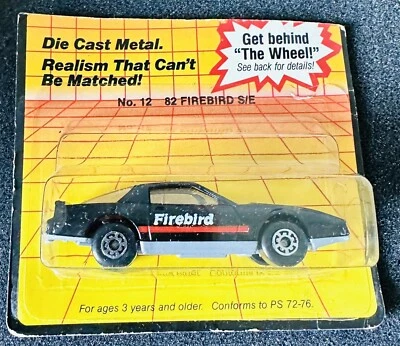 Die Cast Metal.
Realism That Can't
Be Matched!
Get behind
"The Wheel!"
See back for details!
No. 12 82 FIREBIRD S/E
Firebird
For ages 3 years and older. Conforms to PS 72-76.